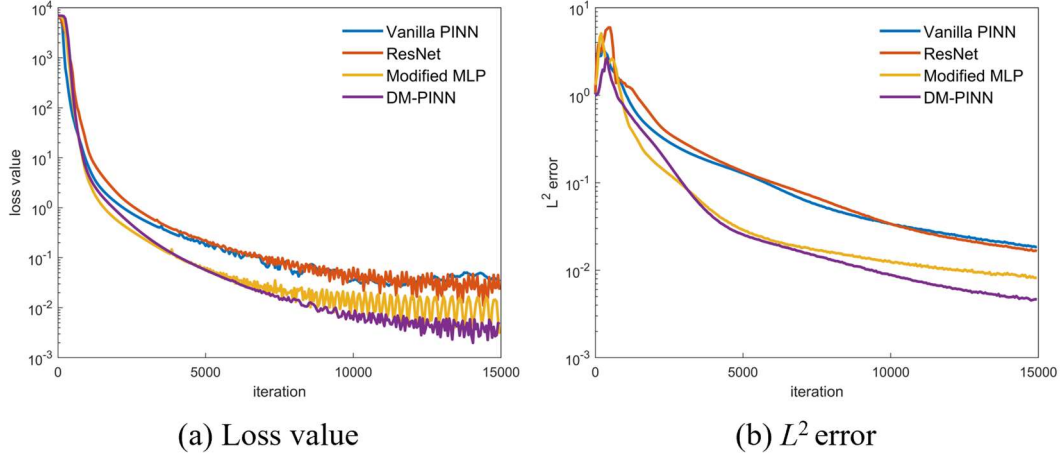 10^4
10^3
10^2
10^1
10^0
10^-1
10^-2
10^-3
loss value
0 5000 10000 15000
iteration
Vanilla PINN
ResNet
Modified MLP
DM-PINN
(a) Loss value
10^1
10^0
10^-1
10^-2
10^-3
L^2 error
0 5000 10000 15000
iteration
Vanilla PINN
ResNet
Modified MLP
DM-PINN
(b) L^2 error